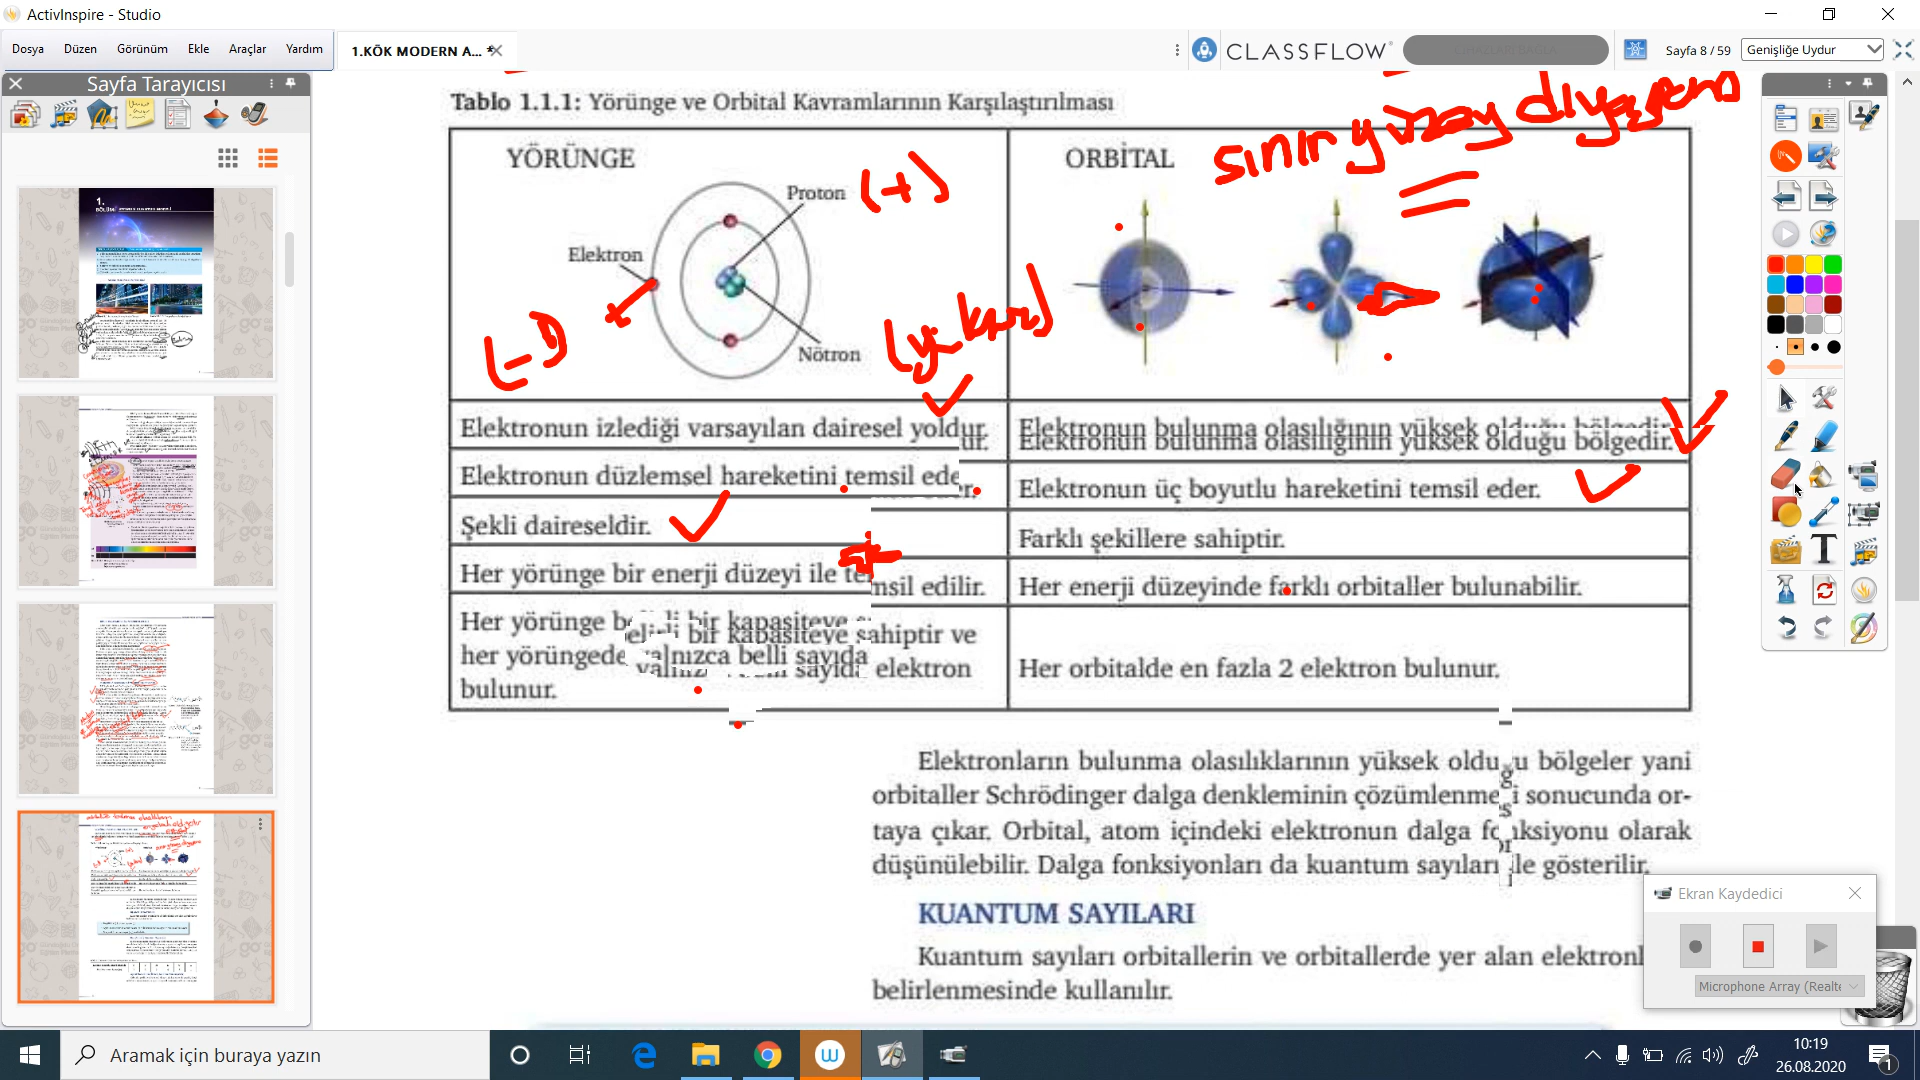 ActivInspire - Studio
Dosya Düzen Görünüm Ekle Araçlar Yardım
1.KÖK MODERN A... *
CLASSFLOW
Sayfa 8 / 59
Genişliğe Uydur
Sayfa Tarayıcısı
Tablo 1.1.1: Yörünge ve Orbital Kavramlarının Karşılaştırılması
YÖRÜNGE
ORBİTAL
sınır yüzey diyagramı
Proton (+)
Elektron
(-)
Nötron
Elektronun izlediği varsayılan dairesel yoldur.
Elektronun bulunma olasılığının yüksek olduğu bölgedir.
Elektronun düzlemsel hareketini temsil eder.
Elektronun üç boyutlu hareketini temsil eder.
Şekli daireseldir.
Farklı şekillere sahiptir.
Her yörünge bir enerji düzeyi ile temsil edilir.
Her enerji düzeyinde farklı orbitaller bulunabilir.
Her yörünge belirli bir kapasiteye sahiptir ve
her yörüngede yalnızca belli sayıda elektron
bulunur.
Her orbitalde en fazla 2 elektron bulunur.
Elektronların bulunma olasılıklarının yüksek olduğu bölgeler yani
orbitaller Schrödinger dalga denkleminin çözümlenmesi sonucunda or-
taya çıkar. Orbital, atom içindeki elektronun dalga fonksiyonu olarak
düşünülebilir. Dalga fonksiyonları da kuantum sayıları ile gösterilir.
KUANTUM SAYILARI
Kuantum sayıları orbitallerin ve orbitallerde yer alan
belirlenmesinde kullanılır.
Ekran Kaydedici
Microphone Array (Realte
Aramak için buraya yazın
10:19
26.08.2020
1